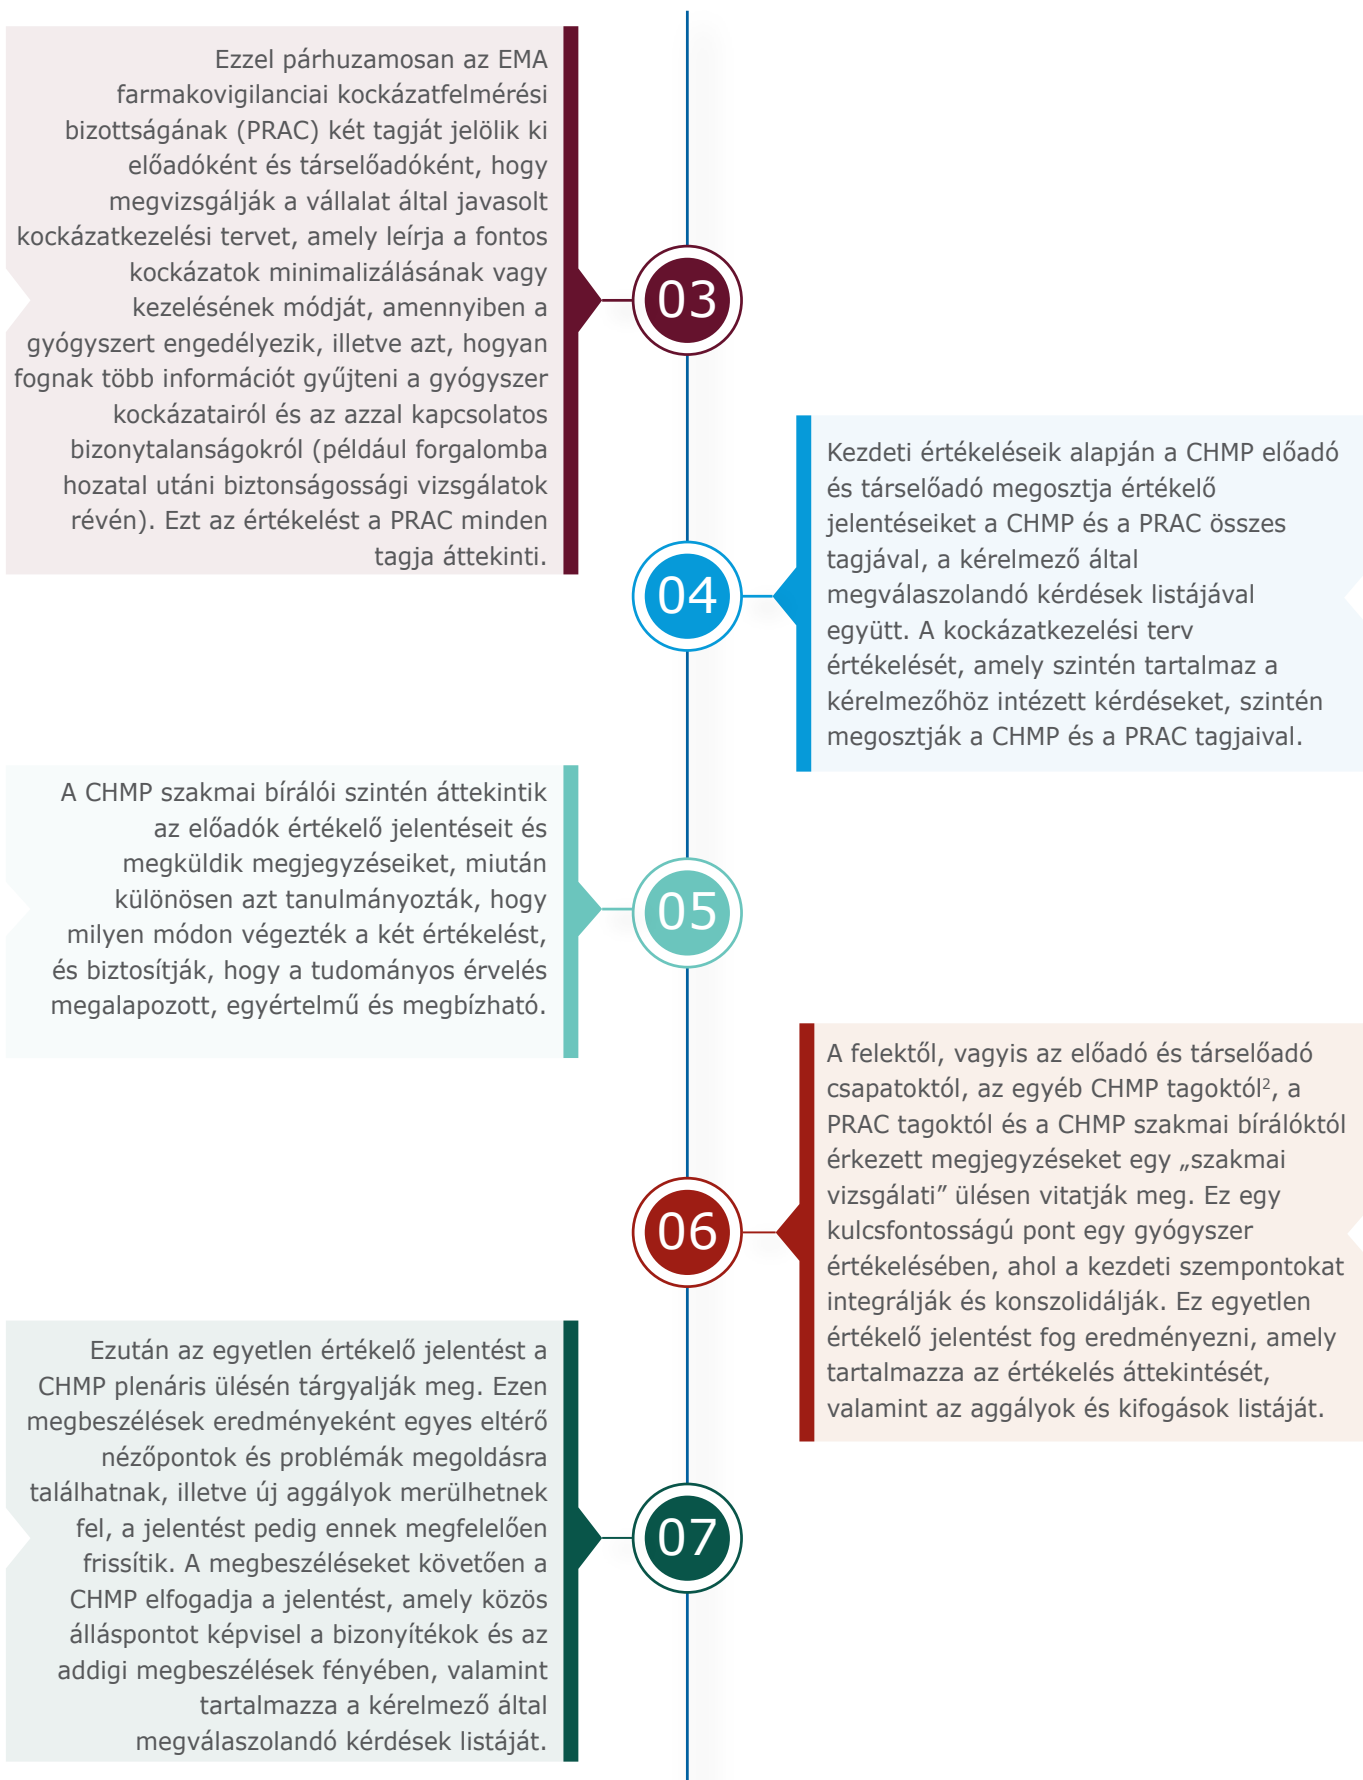 Ezzel párhuzamosan az EMA
farmakovigilanciai kockázatfelmérési
bizottságának (PRAC) két tagját jelölik ki
előadóként és társelőadóként, hogy
megvizsgálják a vállalat által javasolt
kockázatkezelési tervet, amely leírja a fontos
kockázatok minimalizálásának vagy
kezelésének módját, amennyiben a
gyógyszert engedélyezik, illetve azt, hogyan
fognak több információt gyűjteni a gyógyszer
kockázatairól és az azzal kapcsolatos
bizonytalanságokról (például forgalomba
hozatal utáni biztonságossági vizsgálatok
révén). Ezt az értékelést a PRAC minden
tagja áttekinti.
03
04
Kezdeti értékeléseik alapján a CHMP előadó
és társelőadó megosztja értékelő
jelentéseiket a CHMP és a PRAC összes
tagjával, a kérelmező által
megválaszolandó kérdések listájával
együtt. A kockázatkezelési terv
értékelését, amely szintén tartalmaz a
kérelmezőhöz intézett kérdéseket, szintén
megosztják a CHMP és a PRAC tagjaival.
A CHMP szakmai bírálói szintén áttekintik
az előadók értékelő jelentéseit és
megküldik megjegyzéseiket, miután
különösen azt tanulmányozták, hogy
milyen módon végezték a két értékelést,
és biztosítják, hogy a tudományos érvelés
megalapozott, egyértelmű és megbízható.
05
06
A felektől, vagyis az előadó és társelőadó
csapatoktól, az egyéb CHMP tagoktól², a
PRAC tagoktól és a CHMP szakmai bírálóktól
érkezett megjegyzéseket egy „szakmai
vizsgálati” ülésen vitatják meg. Ez egy
kulcsfontosságú pont egy gyógyszer
értékelésében, ahol a kezdeti szempontokat
integrálják és konszolidálják. Ez egyetlen
értékelő jelentést fog eredményezni, amely
tartalmazza az értékelés áttekintését,
valamint az aggályok és kifogások listáját.
Ezután az egyetlen értékelő jelentést a
CHMP plenáris ülésén tárgyalják meg. Ezen
megbeszélések eredményeként egyes eltérő
nézőpontok és problémák megoldásra
találhatnak, illetve új aggályok merülhetnek
fel, a jelentést pedig ennek megfelelően
frissítik. A megbeszéléseket követően a
CHMP elfogadja a jelentést, amely közös
álláspontot képvisel a bizonyítékok és az
addigi megbeszélések fényében, valamint
tartalmazza a kérelmező által
megválaszolandó kérdések listáját.
07